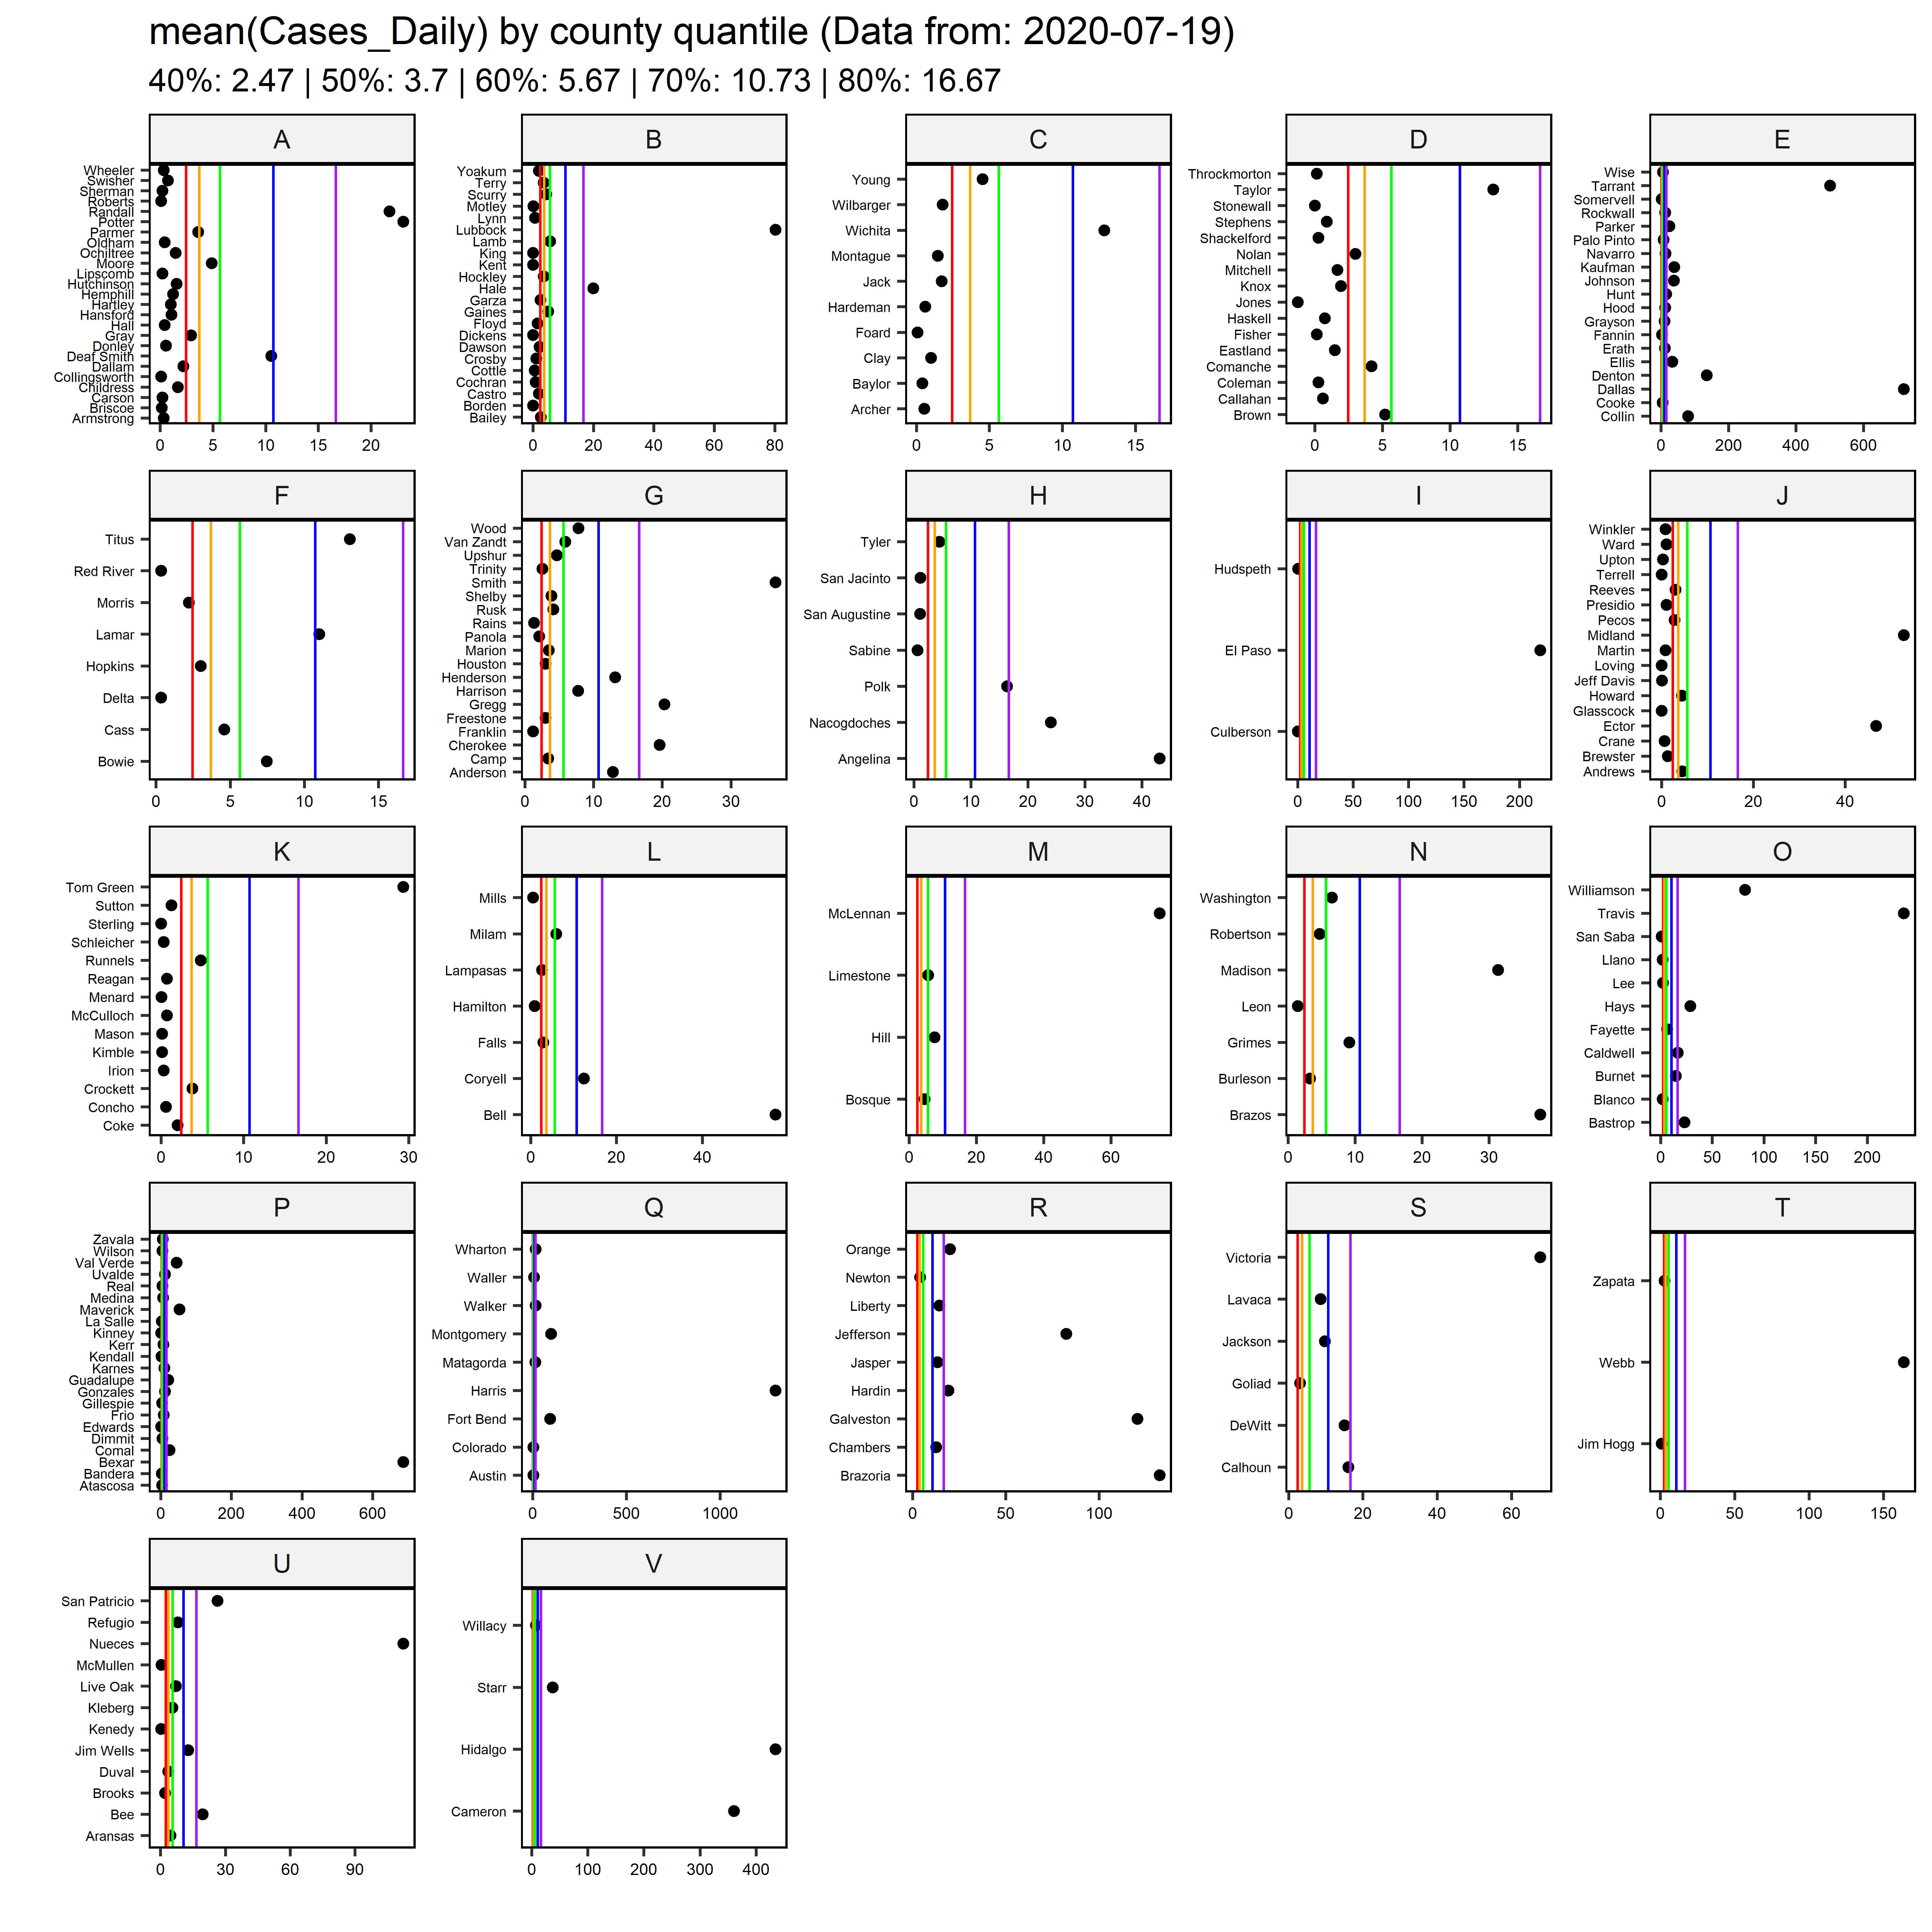 mean(Cases_Daily) by county quantile (Data from: 2020-07-19)
40%: 2.47 | 50%: 3.7 | 60%: 5.67 | 70%: 10.73 | 80%: 16.67
A
Wheeler
Swisher
Sherman
Roberts
Randall
Potter
Parmer
Oldham
Ochiltree
Moore
Lipscomb
Hutchinson
Hemphill
Hartley
Hansford
Hall
Gray
Donley
Deaf Smith
Dallam
Collingsworth
Childress
Carson
Briscoe
Armstrong
0 5 10 15 20
B
Yoakum
Terry
Scurry
Motley
Lynn
Lubbock
Lamb
King
Kent
Hockley
Hale
Garza
Gaines
Floyd
Dickens
Dawson
Crosby
Cottle
Cochran
Castro
Borden
Bailey
0 20 40 60 80
C
Young
Wilbarger
Wichita
Montague
Jack
Hardeman
Foard
Clay
Baylor
Archer
0 5 10 15
D
Throckmorton
Taylor
Stonewall
Stephens
Shackelford
Nolan
Mitchell
Knox
Jones
Haskell
Fisher
Eastland
Comanche
Coleman
Callahan
Brown
0 5 10 15
E
Wise
Tarrant
Somervell
Rockwall
Parker
Palo Pinto
Navarro
Kaufman
Johnson
Hunt
Hood
Grayson
Fannin
Erath
Ellis
Denton
Dallas
Cooke
Collin
0 200 400 600
F
Titus
Red River
Morris
Lamar
Hopkins
Delta
Cass
Bowie
0 5 10 15
G
Wood
Van Zandt
Upshur
Trinity
Smith
Shelby
Rusk
Rains
Panola
Marion
Houston
Henderson
Harrison
Gregg
Freestone
Franklin
Cherokee
Camp
Anderson
0 10 20 30
H
Tyler
San Jacinto
San Augustine
Sabine
Polk
Nacogdoches
Angelina
0 10 20 30 40
I
Hudspeth
El Paso
Culberson
0 50 100 150 200
J
Winkler
Ward
Upton
Terrell
Reeves
Presidio
Pecos
Midland
Martin
Loving
Jeff Davis
Howard
Glasscock
Ector
Crane
Brewster
Andrews
0 20 40
K
Tom Green
Sutton
Sterling
Schleicher
Runnels
Reagan
Menard
McCulloch
Mason
Kimble
Irion
Crockett
Concho
Coke
0 10 20 30
L
Mills
Milam
Lampasas
Hamilton
Falls
Coryell
Bell
0 20 40
M
McLennan
Limestone
Hill
Bosque
0 20 40 60
N
Washington
Robertson
Madison
Leon
Grimes
Burleson
Brazos
0 10 20 30
O
Williamson
Travis
San Saba
Llano
Lee
Hays
Fayette
Caldwell
Burnet
Blanco
Bastrop
0 50 100 150 200
P
Zavala
Wilson
Val Verde
Uvalde
Real
Medina
Maverick
La Salle
Kinney
Kerr
Kendall
Karnes
Guadalupe
Gonzales
Gillespie
Frio
Edwards
Dimmit
Comal
Bexar
Bandera
Atascosa
0 200 400 600
Q
Wharton
Waller
Walker
Montgomery
Matagorda
Harris
Fort Bend
Colorado
Austin
0 500 1000
R
Orange
Newton
Liberty
Jefferson
Jasper
Hardin
Galveston
Chambers
Brazoria
0 50 100
S
Victoria
Lavaca
Jackson
Goliad
DeWitt
Calhoun
0 20 40 60
T
Zapata
Webb
Jim Hogg
0 50 100 150
U
San Patricio
Refugio
Nueces
McMullen
Live Oak
Kleberg
Kenedy
Jim Wells
Duval
Brooks
Bee
Aransas
0 30 60 90
V
Willacy
Starr
Hidalgo
Cameron
0 100 200 300 400